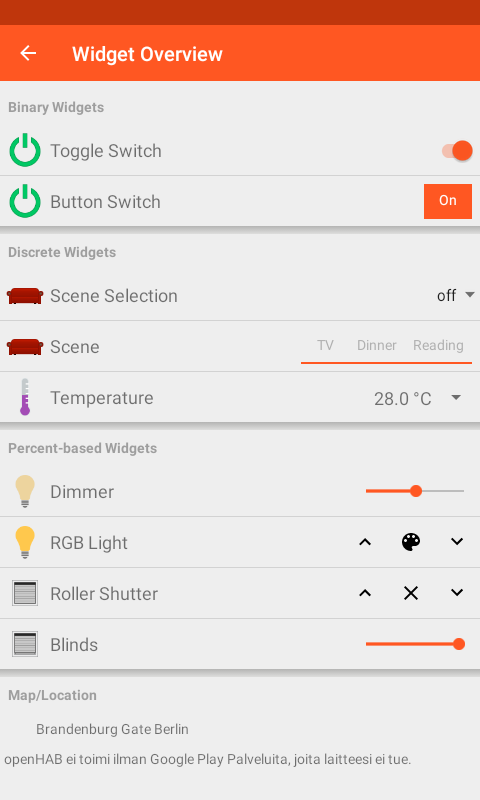 Widget Overview
Binary Widgets
Toggle Switch
Button Switch On
Discrete Widgets
Scene Selection off
Scene TV Dinner Reading
Temperature 28.0 °C
Percent-based Widgets
Dimmer
RGB Light
Roller Shutter
Blinds
Map/Location
Brandenburg Gate Berlin
openHAB ei toimi ilman Google Play Palveluita, joita laitteesi ei tue.